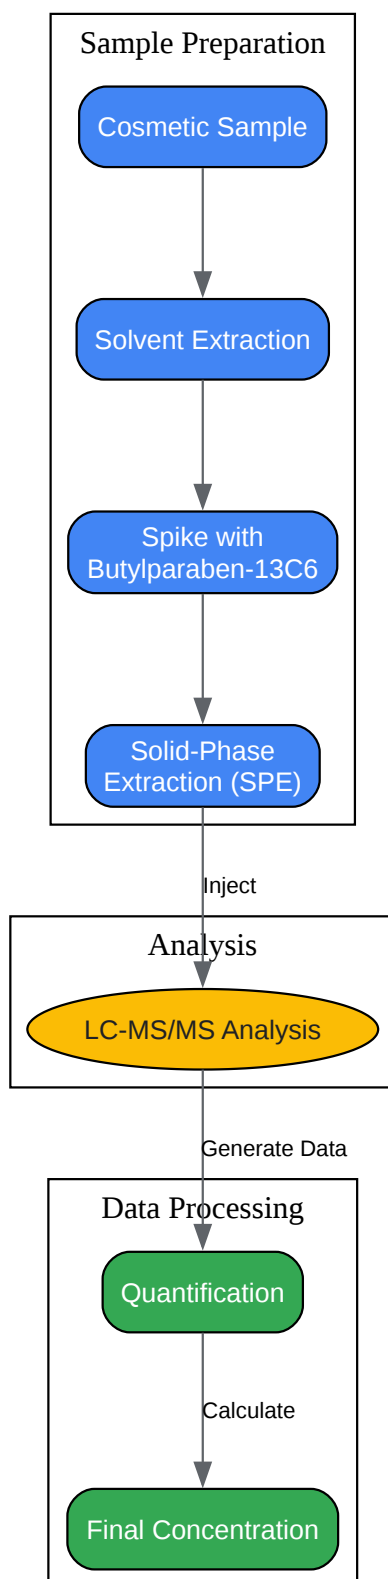 Sample Preparation
Cosmetic Sample
Solvent Extraction
Spike with
Butylparaben-13C6
Solid-Phase
Extraction (SPE)
Inject
Analysis
LC-MS/MS Analysis
Generate Data
Data Processing
Quantification
Calculate
Final Concentration